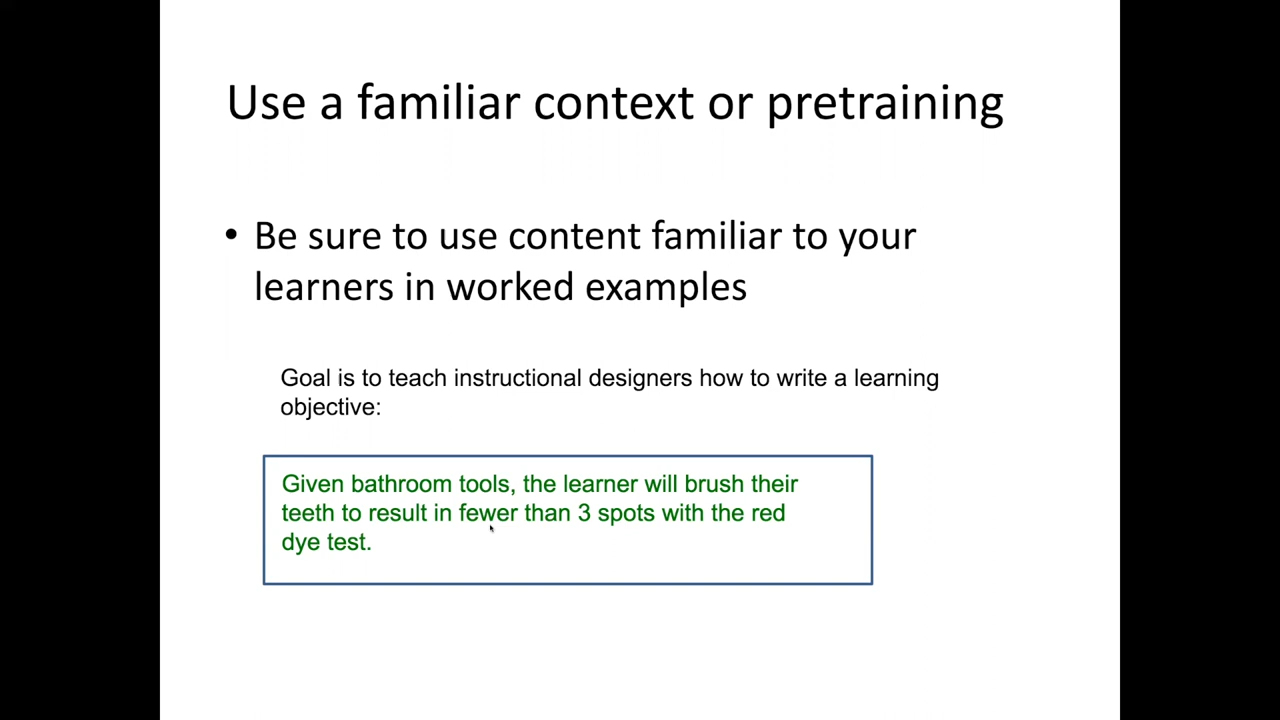 Use a familiar context or pretraining
• Be sure to use content familiar to your
learners in worked examples
Goal is to teach instructional designers how to write a learning
objective:
Given bathroom tools, the learner will brush their
teeth to result in fewer than 3 spots with the red
dye test.